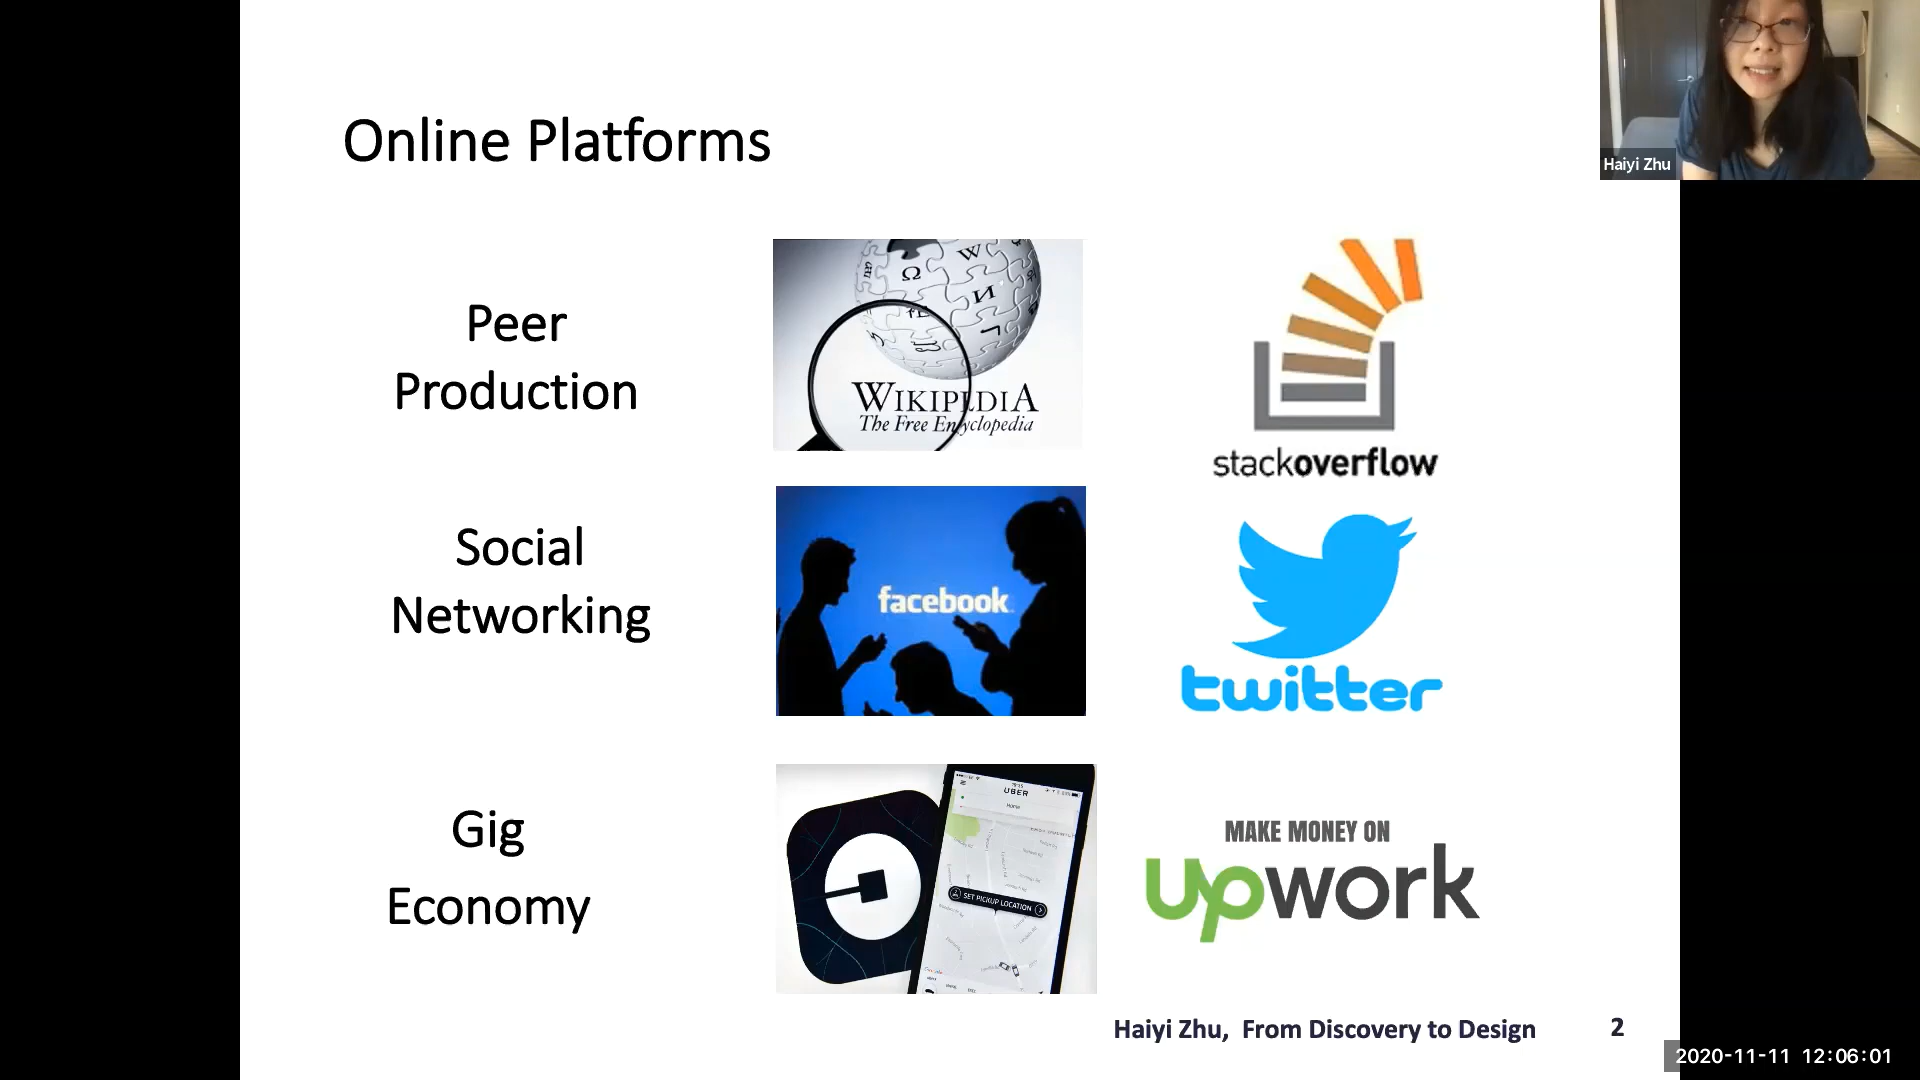 Online Platforms
Haiyi Zhu
Peer
Production
W
Ω
И
WIKIPEDIA
The Free Encyclopedia
stackoverflow
Social
Networking
facebook
twitter
Gig
Economy
UBER
Home
SET PICKUP LOCATION
MAKE MONEY ON
upwork
Haiyi Zhu, From Discovery to Design
2
2020-11-11 12:06:01